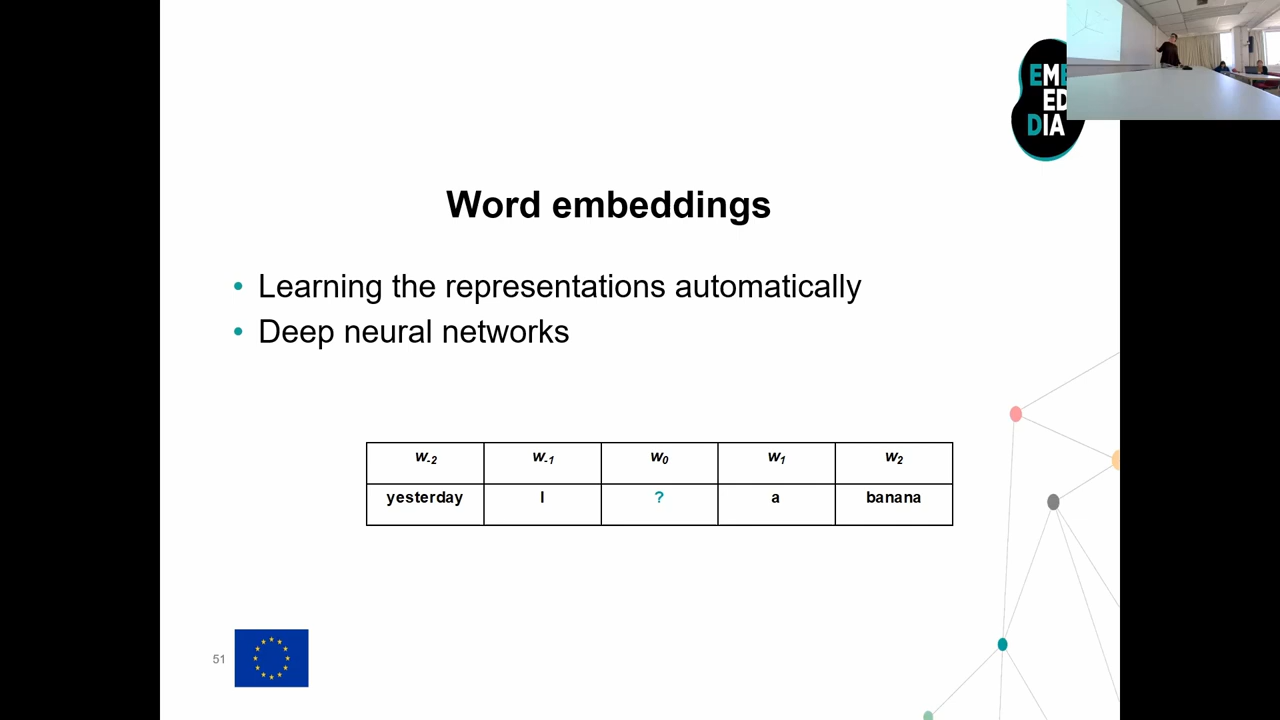 EMB
ED
DIA
Word embeddings
• Learning the representations automatically
• Deep neural networks
w-2 w-1 w0 w1 w2
yesterday I ? a banana
51